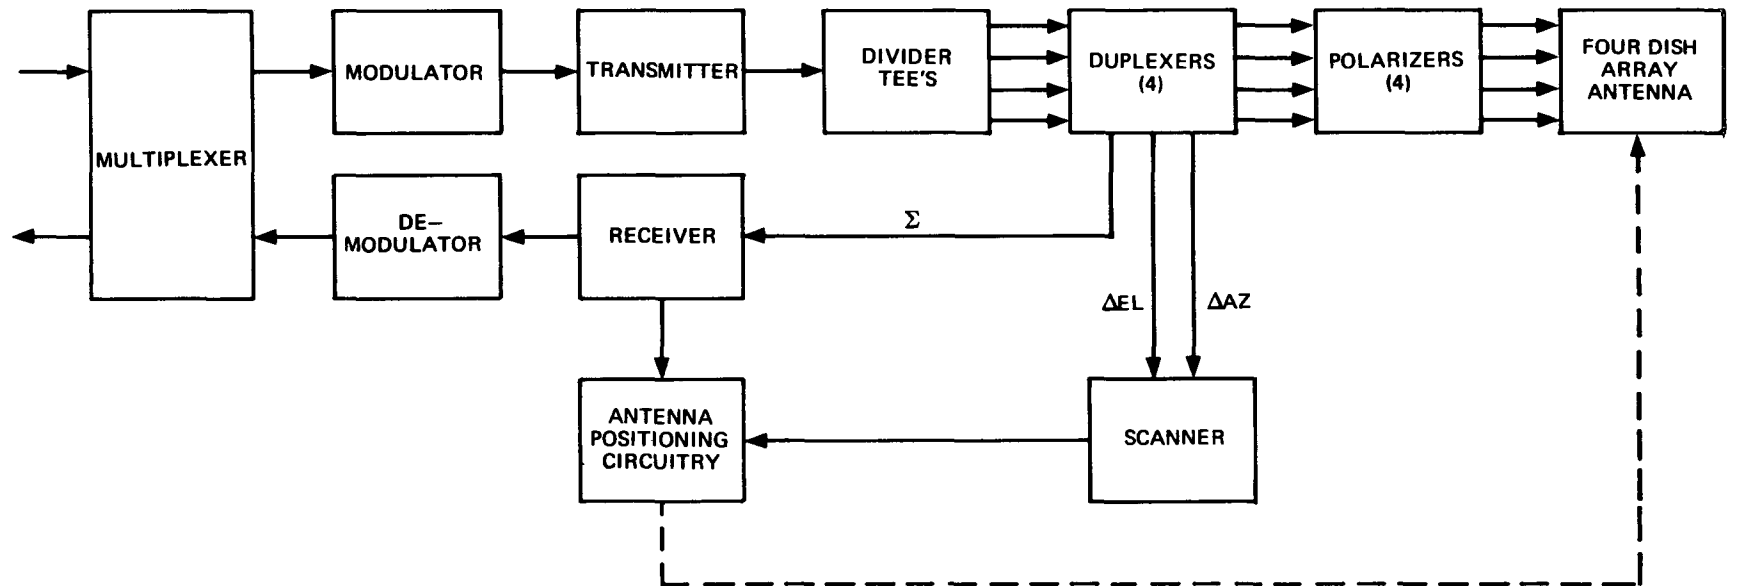 MULTIPLEXER
MODULATOR
TRANSMITTER
DIVIDER
TEE'S
DUPLEXERS
(4)
POLARIZERS
(4)
FOUR DISH
ARRAY
ANTENNA
DE–
MODULATOR
RECEIVER
Σ
ΔEL
ΔAZ
ANTENNA
POSITIONING
CIRCUITRY
SCANNER